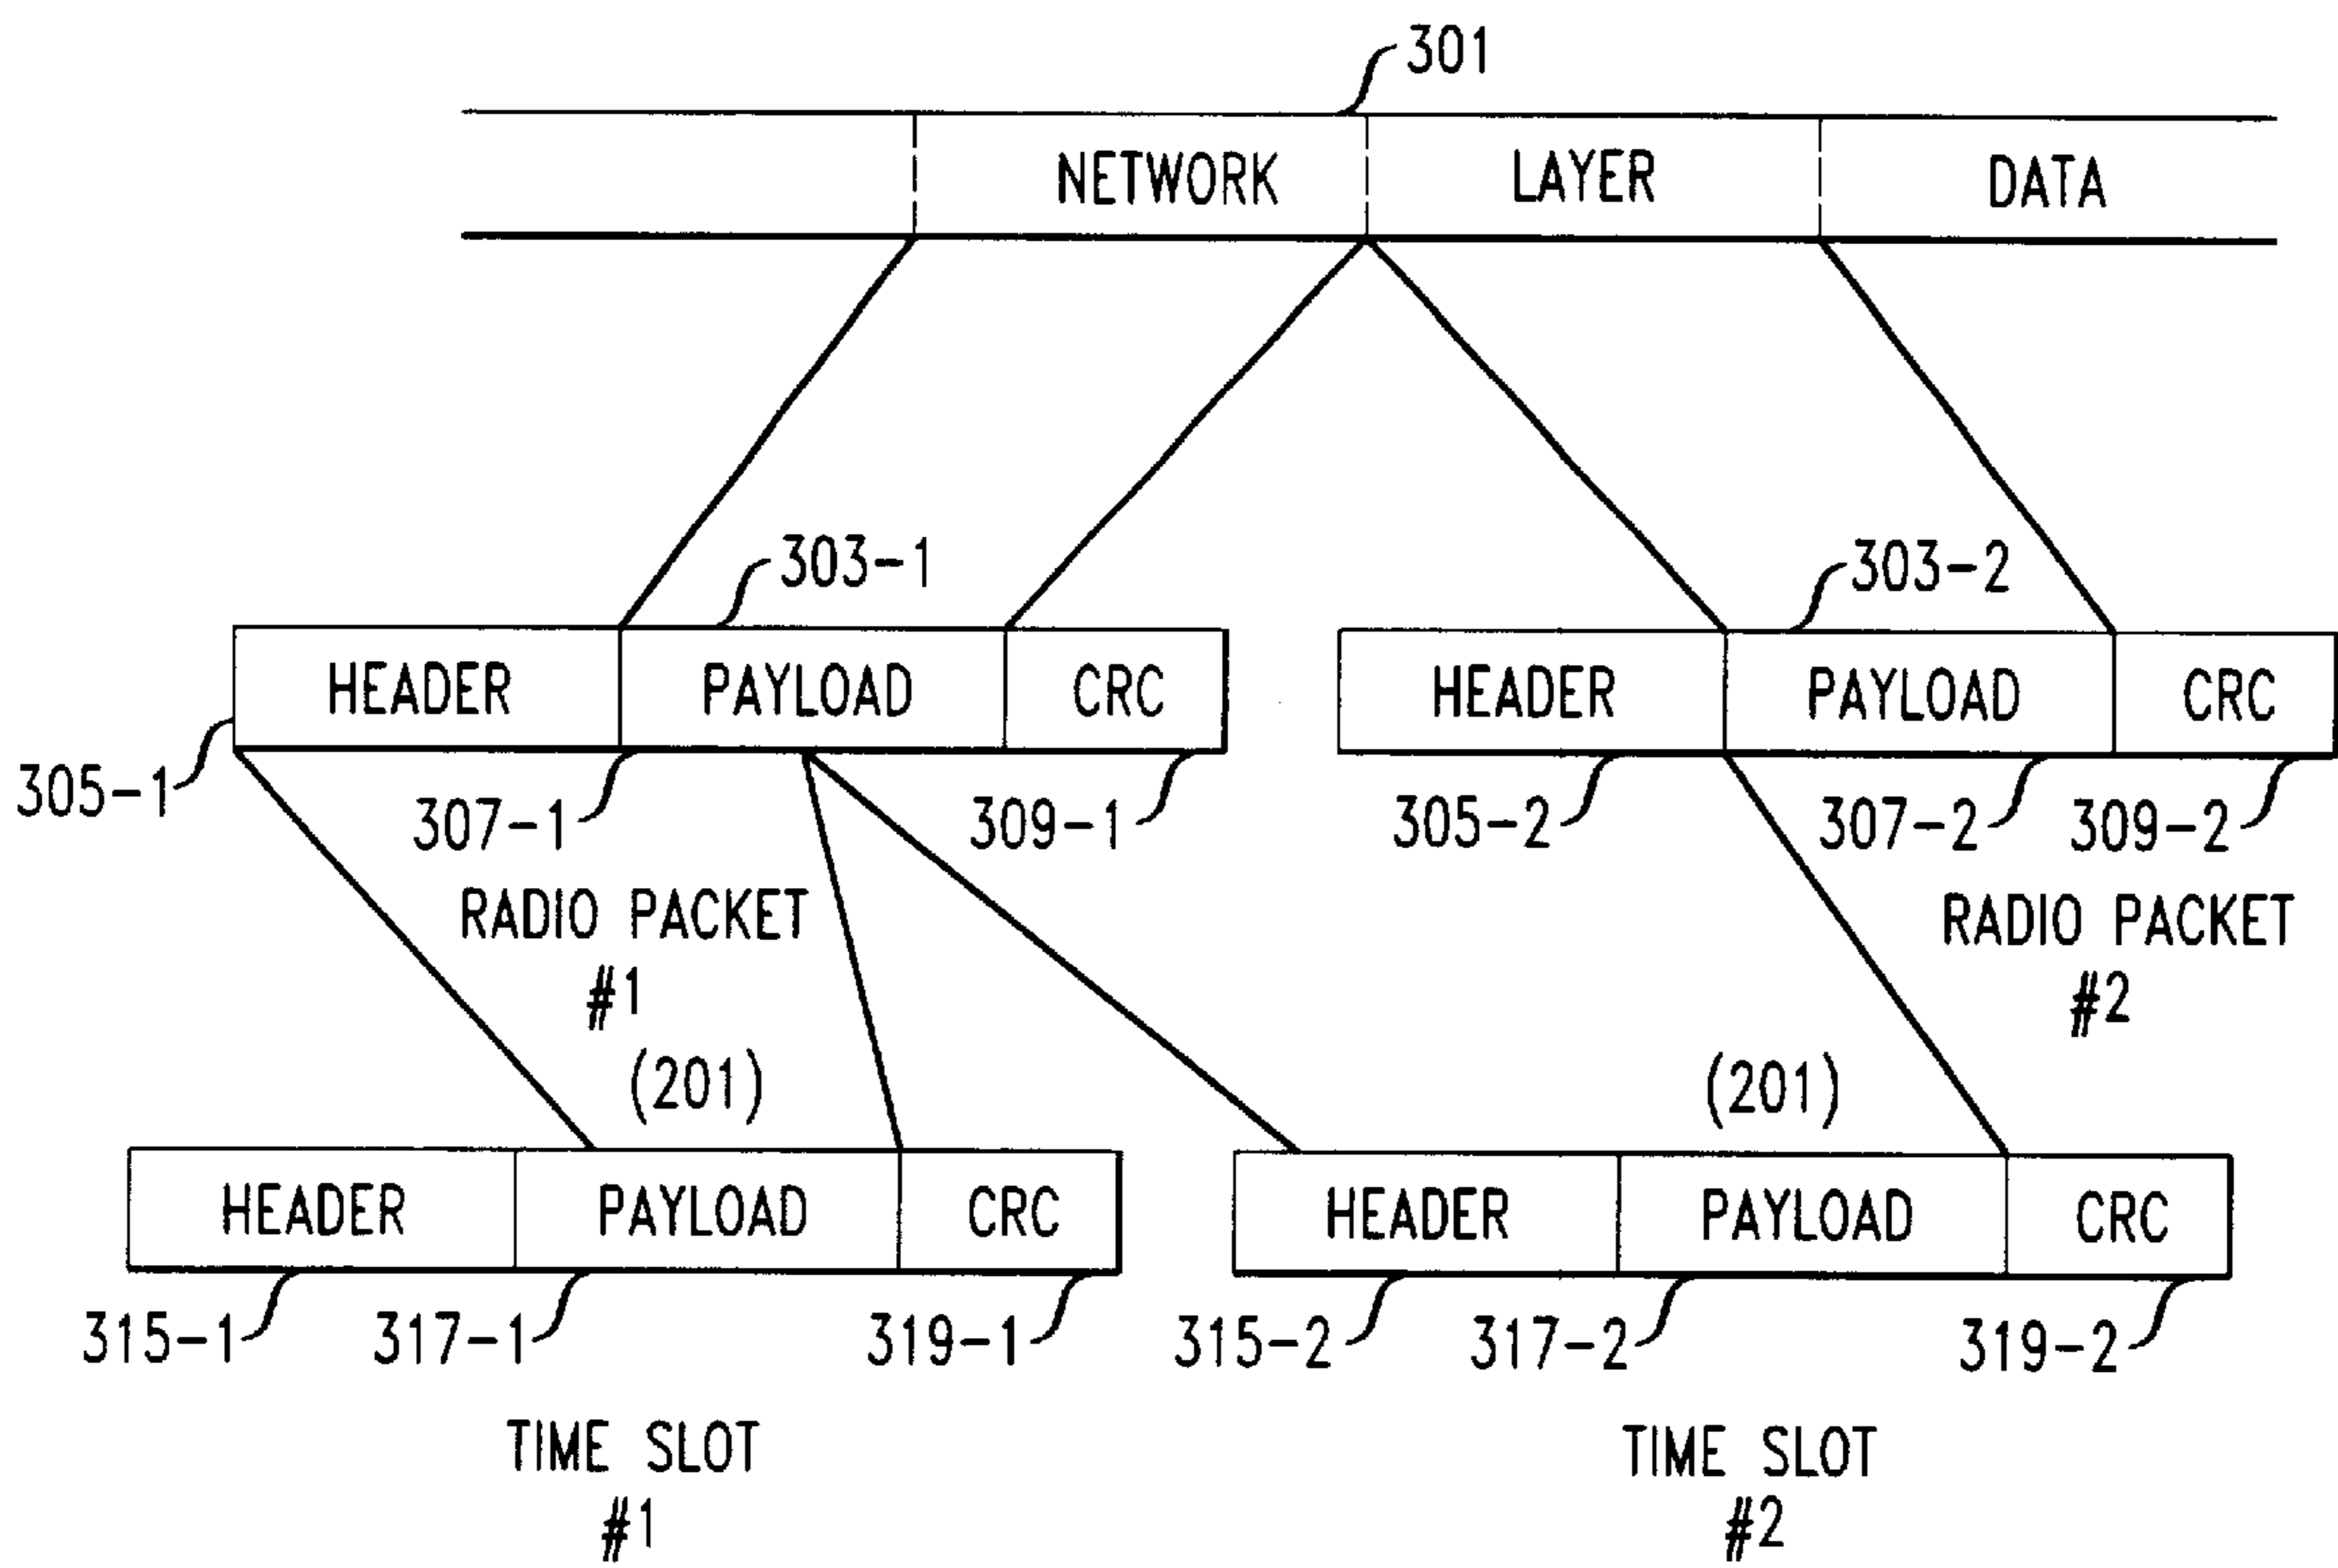 301
NETWORK LAYER DATA
303-1 303-2
HEADER PAYLOAD CRC HEADER PAYLOAD CRC
305-1 307-1 309-1 305-2 307-2 309-2
RADIO PACKET RADIO PACKET
#1 #2
(201) (201)
HEADER PAYLOAD CRC HEADER PAYLOAD CRC
315-1 317-1 319-1 315-2 317-2 319-2
TIME SLOT TIME SLOT
#1 #2